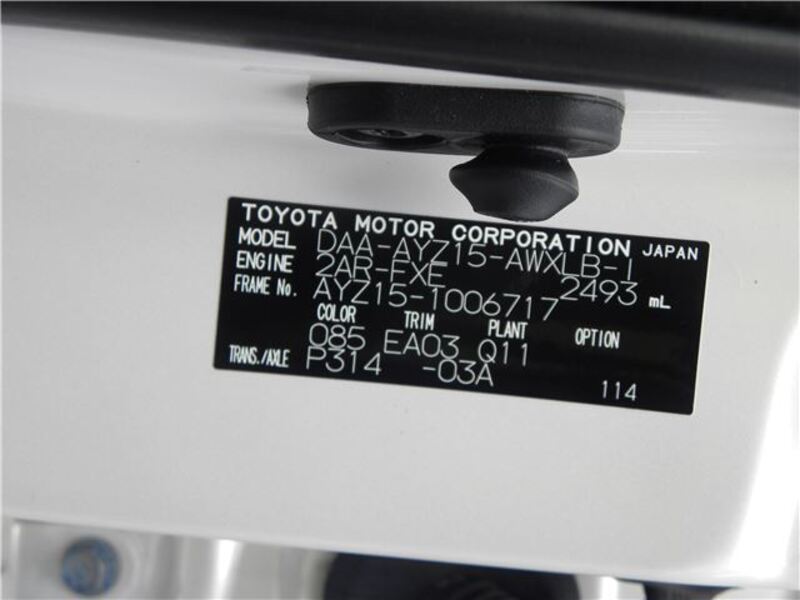 TOYOTA MOTOR CORPORATION JAPAN
MODEL DAA-AYZ15-AWXLB-I
ENGINE 2AR-FXE 2493 mL
FRAME No. AYZ15-1006717
COLOR TRIM PLANT OPTION
085 EA03 Q11
TRANS./AXLE P314 -03A
114